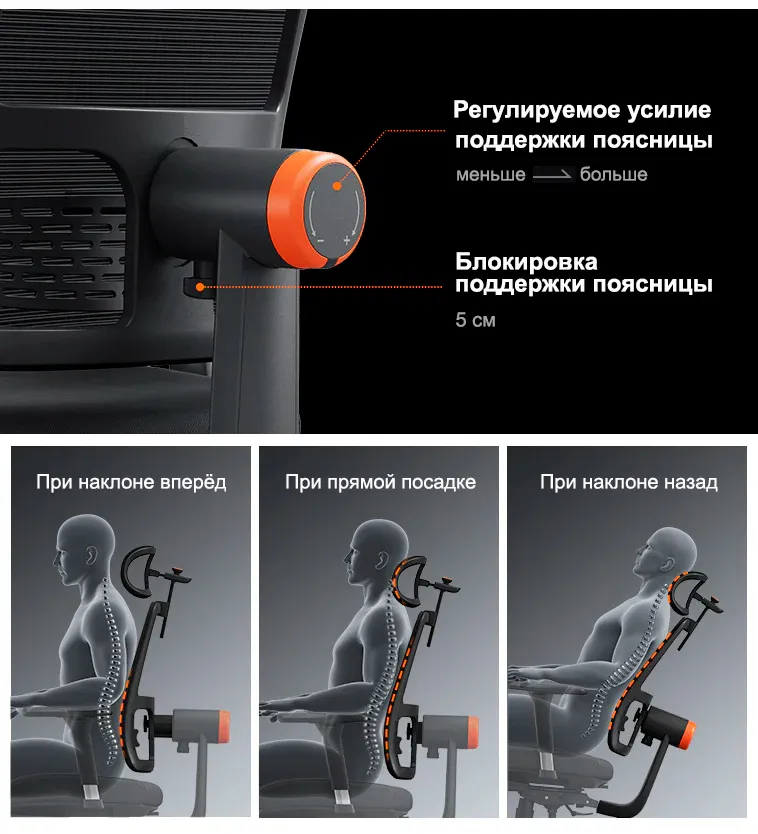 Регулируемое усилие
поддержки поясницы
меньше больше
– +
Блокировка
поддержки поясницы
5 см
При наклоне вперёд
При прямой посадке
При наклоне назад